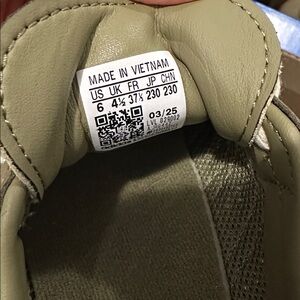 MADE IN VIETNAM
US UK FR JP CHN
6 4½ 37⅓ 230 230
03/25